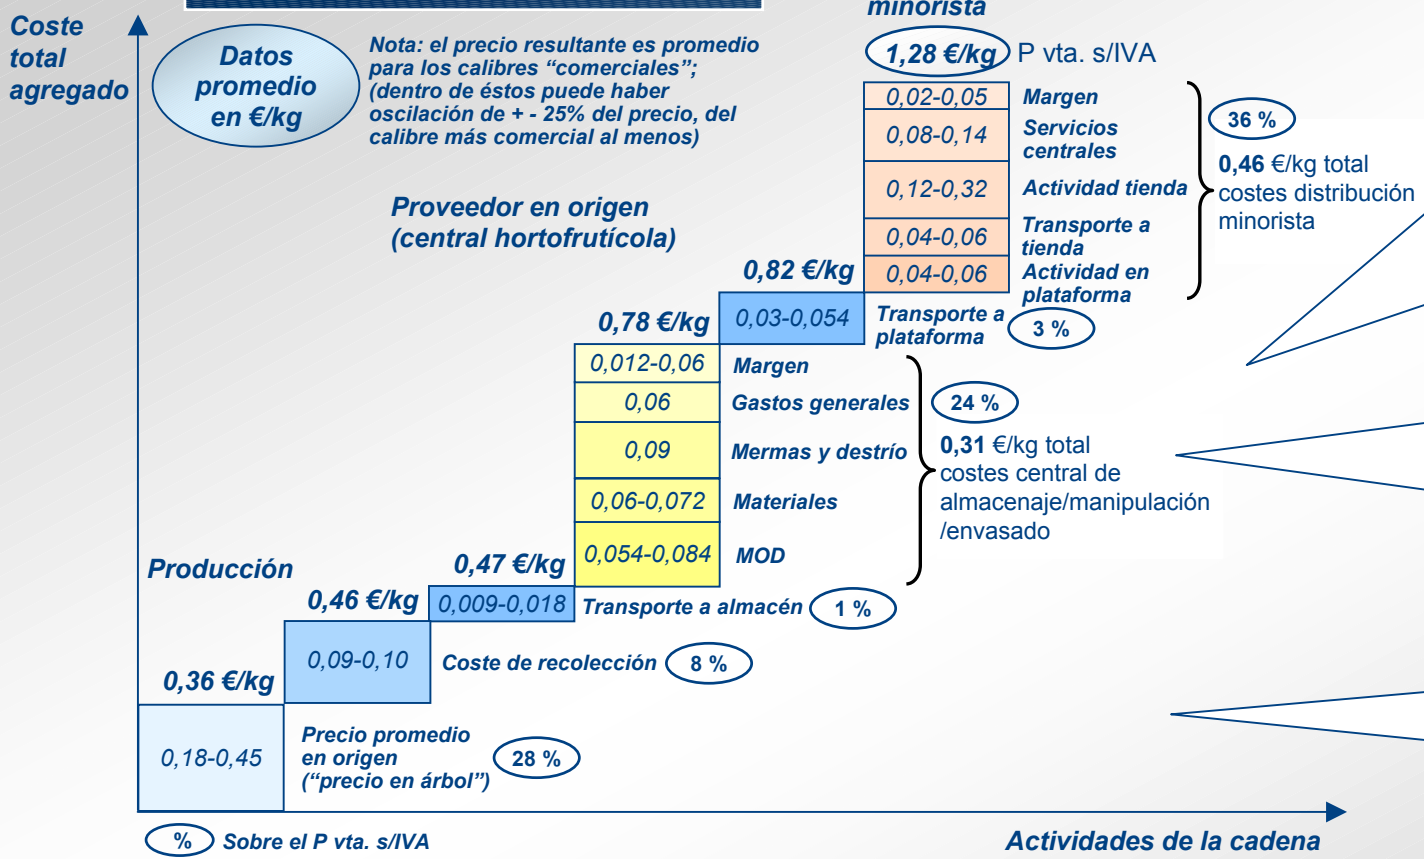 Coste
total
agregado
Datos
promedio
en €/kg
Nota: el precio resultante es promedio
para los calibres “comerciales”;
(dentro de éstos puede haber
oscilación de + - 25% del precio, del
calibre más comercial al menos)
minorista
1,28 €/kg P vta. s/IVA
0,02-0,05 Margen
0,08-0,14 Servicios
centrales
0,12-0,32 Actividad tienda
0,04-0,06 Transporte a
tienda
0,04-0,06 Actividad en
plataforma
36 %
0,46 €/kg total
costes distribución
minorista
Proveedor en origen
(central hortofrutícola)
0,82 €/kg
0,03-0,054 Transporte a
plataforma
3 %
0,78 €/kg
0,012-0,06 Margen
0,06 Gastos generales
0,09 Mermas y destrío
0,06-0,072 Materiales
0,054-0,084 MOD
24 %
0,31 €/kg total
costes central de
almacenaje/manipulación
/envasado
Producción
0,47 €/kg
0,009-0,018 Transporte a almacén 1 %
0,46 €/kg
0,09-0,10 Coste de recolección 8 %
0,36 €/kg
0,18-0,45 Precio promedio
en origen
(“precio en árbol”)
28 %
% Sobre el P vta. s/IVA
Actividades de la cadena